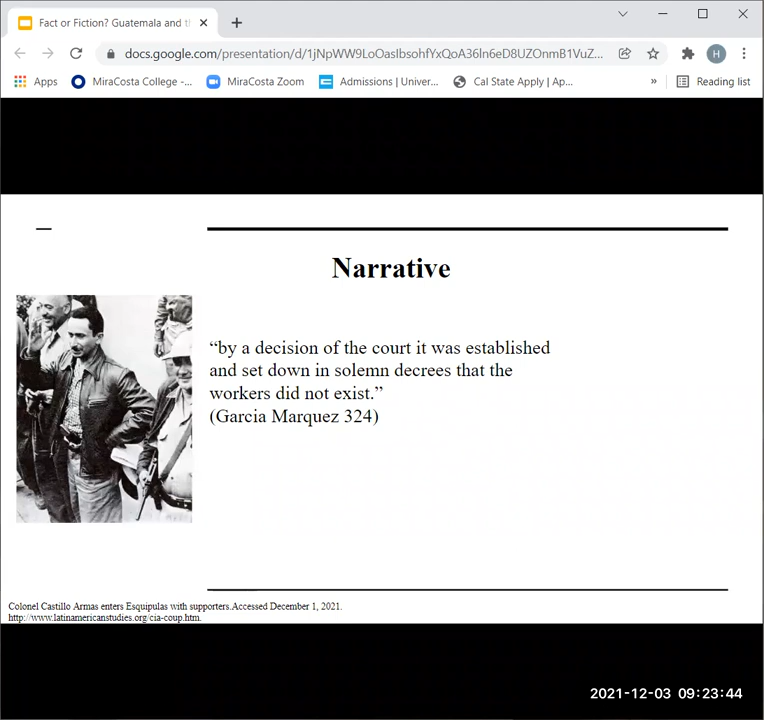 Fact or Fiction? Guatemala and th
docs.google.com/presentation/d/1jNpWW9LoOasIbsohfYxQoA36ln6eD8UZOnmB1VuZ...
H
Apps
MiraCosta College -...
MiraCosta Zoom
Admissions | Univer...
Cal State Apply | Ap...
»
Reading list
Narrative
“by a decision of the court it was established
and set down in solemn decrees that the
workers did not exist.”
(Garcia Marquez 324)
Colonel Castillo Armas enters Esquipulas with supporters.Accessed December 1, 2021.
http://www.latinamericanstudies.org/cia-coup.htm.
2021-12-03 09:23:44